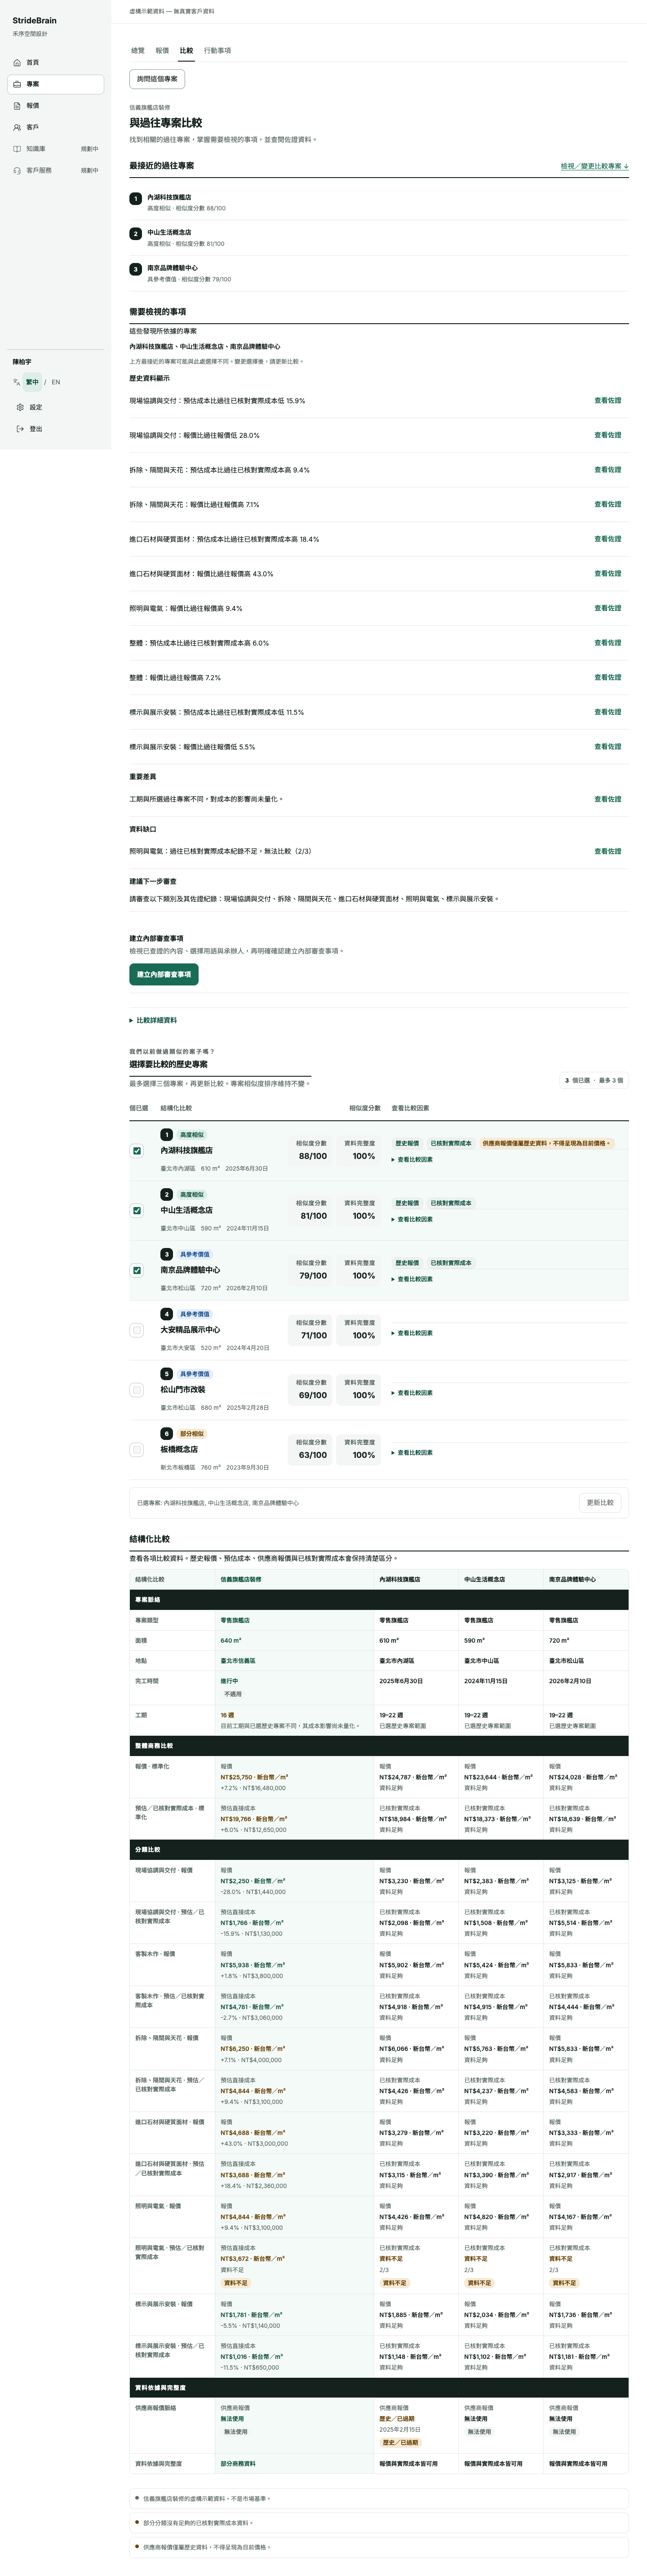 StrideBrain
禾序空間設計
首頁
專案
報價
客戶
知識庫 規劃中
客戶服務 規劃中
陳柏宇
繁中 / EN
設定
登出
虛構示範資料 — 無真實客戶資料
總覽 報價 比較 行動事項
詢問這個專案
信義旗艦店裝修
與過往專案比較
找到相關的過往專案，掌握需要檢視的事項，並查閱佐證資料。
最接近的過往專案 檢視／變更比較專案 ↓
1 內湖科技旗艦店
高度相似 · 相似度分數 88/100
2 中山生活概念店
高度相似 · 相似度分數 81/100
3 南京品牌體驗中心
具參考價值 · 相似度分數 79/100
需要檢視的事項
這些發現所依據的專案
內湖科技旗艦店、中山生活概念店、南京品牌體驗中心
上方最接近的專案可能與此處選擇不同。變更選擇後，請更新比較。
歷史資料顯示
現場協調與交付：預估成本比過往已核對實際成本低 15.9% 查看佐證
現場協調與交付：報價比過往報價低 28.0% 查看佐證
拆除、隔間與天花：預估成本比過往已核對實際成本高 9.4% 查看佐證
拆除、隔間與天花：報價比過往報價高 7.1% 查看佐證
進口石材與硬質面材：預估成本比過往已核對實際成本高 18.4% 查看佐證
進口石材與硬質面材：報價比過往報價高 43.0% 查看佐證
照明與電氣：報價比過往報價高 9.4% 查看佐證
整體：預估成本比過往已核對實際成本高 6.0% 查看佐證
整體：報價比過往報價高 7.2% 查看佐證
標示與展示安裝：預估成本比過往已核對實際成本低 11.5% 查看佐證
標示與展示安裝：報價比過往報價低 5.5% 查看佐證
重要差異
工期與所選過往專案不同，對成本的影響尚未量化。 查看佐證
資料缺口
照明與電氣：過往已核對實際成本紀錄不足，無法比較（2/3） 查看佐證
建議下一步審查
請審查以下類別及其佐證紀錄：現場協調與交付、拆除、隔間與天花、進口石材與硬質面材、照明與電氣、標示與展示安裝。
建立內部審查事項
檢視已查證的內容、選擇用語與承辦人，再明確確認建立內部審查事項。
建立內部審查事項
▶ 比較詳細資料
我們以前做過類似的案子嗎？
選擇要比較的歷史專案
最多選擇三個專案，再更新比較。專案相似度排序維持不變。
3 個已選 · 最多 3 個
個已選 結構化比較 相似度分數 查看比較因素
1 高度相似
內湖科技旗艦店
臺北市內湖區 610 m² 2025年6月30日
相似度分數 88/100 資料完整度 100%
歷史報價 已核對實際成本 供應商報價僅屬歷史資料，不得呈現為目前價格。
▶ 查看比較因素
2 高度相似
中山生活概念店
臺北市中山區 590 m² 2024年11月15日
相似度分數 81/100 資料完整度 100%
歷史報價 已核對實際成本
▶ 查看比較因素
3 具參考價值
南京品牌體驗中心
臺北市松山區 720 m² 2026年2月10日
相似度分數 79/100 資料完整度 100%
歷史報價 已核對實際成本
▶ 查看比較因素
4 具參考價值
大安精品展示中心
臺北市大安區 520 m² 2024年4月20日
相似度分數 71/100 資料完整度 100%
▶ 查看比較因素
5 具參考價值
松山門市改裝
臺北市松山區 680 m² 2025年2月28日
相似度分數 69/100 資料完整度 100%
▶ 查看比較因素
6 部分相似
板橋概念店
新北市板橋區 760 m² 2023年9月30日
相似度分數 63/100 資料完整度 100%
▶ 查看比較因素
已選專案: 內湖科技旗艦店, 中山生活概念店, 南京品牌體驗中心 更新比較
結構化比較
查看各項比較資料。歷史報價、預估成本、供應商報價與已核對實際成本會保持清楚區分。
結構化比較 信義旗艦店裝修 內湖科技旗艦店 中山生活概念店 南京品牌體驗中心
專案脈絡
專案類型 零售旗艦店 零售旗艦店 零售旗艦店 零售旗艦店
面積 640 m² 610 m² 590 m² 720 m²
地點 臺北市信義區 臺北市內湖區 臺北市中山區 臺北市松山區
完工時間 進行中 2025年6月30日 2024年11月15日 2026年2月10日
不適用
工期 16 週 19–22 週 19–22 週 19–22 週
目前工期與已選歷史專案不同，其成本影響尚未量化。 已選歷史專案範圍 已選歷史專案範圍 已選歷史專案範圍
整體商務比較
報價 · 標準化 報價 報價 報價 報價
NT$25,750 · 新台幣／m² NT$24,787 · 新台幣／m² NT$23,644 · 新台幣／m² NT$24,028 · 新台幣／m²
+7.2% · NT$16,480,000 資料足夠 資料足夠 資料足夠
預估／已核對實際成本 · 標準化 預估直接成本 已核對實際成本 已核對實際成本 已核對實際成本
NT$19,766 · 新台幣／m² NT$18,984 · 新台幣／m² NT$18,373 · 新台幣／m² NT$18,639 · 新台幣／m²
+6.0% · NT$12,650,000 資料足夠 資料足夠 資料足夠
分類比較
現場協調與交付 · 報價 報價 報價 報價 報價
NT$2,250 · 新台幣／m² NT$3,230 · 新台幣／m² NT$2,383 · 新台幣／m² NT$3,125 · 新台幣／m²
-28.0% · NT$1,440,000 資料足夠 資料足夠 資料足夠
現場協調與交付 · 預估／已核對實際成本 預估直接成本 已核對實際成本 已核對實際成本 已核對實際成本
NT$1,766 · 新台幣／m² NT$2,098 · 新台幣／m² NT$1,508 · 新台幣／m² NT$5,514 · 新台幣／m²
-15.9% · NT$1,130,000 資料足夠 資料足夠 資料足夠
客製木作 · 報價 報價 報價 報價 報價
NT$5,938 · 新台幣／m² NT$5,902 · 新台幣／m² NT$5,424 · 新台幣／m² NT$5,833 · 新台幣／m²
+1.8% · NT$3,800,000 資料足夠 資料足夠 資料足夠
客製木作 · 預估／已核對實際成本 預估直接成本 已核對實際成本 已核對實際成本 已核對實際成本
NT$4,781 · 新台幣／m² NT$4,918 · 新台幣／m² NT$4,915 · 新台幣／m² NT$4,444 · 新台幣／m²
-2.7% · NT$3,060,000 資料足夠 資料足夠 資料足夠
拆除、隔間與天花 · 報價 報價 報價 報價 報價
NT$6,250 · 新台幣／m² NT$6,066 · 新台幣／m² NT$5,763 · 新台幣／m² NT$5,833 · 新台幣／m²
+7.1% · NT$4,000,000 資料足夠 資料足夠 資料足夠
拆除、隔間與天花 · 預估／已核對實際成本 預估直接成本 已核對實際成本 已核對實際成本 已核對實際成本
NT$4,844 · 新台幣／m² NT$4,426 · 新台幣／m² NT$4,237 · 新台幣／m² NT$4,583 · 新台幣／m²
+9.4% · NT$3,100,000 資料足夠 資料足夠 資料足夠
進口石材與硬質面材 · 報價 報價 報價 報價 報價
NT$4,688 · 新台幣／m² NT$3,279 · 新台幣／m² NT$3,220 · 新台幣／m² NT$3,333 · 新台幣／m²
+43.0% · NT$3,000,000 資料足夠 資料足夠 資料足夠
進口石材與硬質面材 · 預估／已核對實際成本 預估直接成本 已核對實際成本 已核對實際成本 已核對實際成本
NT$3,688 · 新台幣／m² NT$3,115 · 新台幣／m² NT$3,390 · 新台幣／m² NT$2,917 · 新台幣／m²
+18.4% · NT$2,360,000 資料足夠 資料足夠 資料足夠
照明與電氣 · 報價 報價 報價 報價 報價
NT$4,844 · 新台幣／m² NT$4,426 · 新台幣／m² NT$4,820 · 新台幣／m² NT$4,167 · 新台幣／m²
+9.4% · NT$3,100,000 資料足夠 資料足夠 資料足夠
照明與電氣 · 預估／已核對實際成本 預估直接成本 已核對實際成本 已核對實際成本 已核對實際成本
NT$3,672 · 新台幣／m² 資料不足 資料不足 資料不足
資料不足 2/3 2/3 2/3
資料不足 資料不足 資料不足 資料不足
標示與展示安裝 · 報價 報價 報價 報價 報價
NT$1,781 · 新台幣／m² NT$1,885 · 新台幣／m² NT$2,034 · 新台幣／m² NT$1,736 · 新台幣／m²
-5.5% · NT$1,140,000 資料足夠 資料足夠 資料足夠
標示與展示安裝 · 預估／已核對實際成本 預估直接成本 已核對實際成本 已核對實際成本 已核對實際成本
NT$1,016 · 新台幣／m² NT$1,148 · 新台幣／m² NT$1,102 · 新台幣／m² NT$1,181 · 新台幣／m²
-11.5% · NT$650,000 資料足夠 資料足夠 資料足夠
資料依據與完整度
供應商報價脈絡 供應商報價 供應商報價 供應商報價 供應商報價
無法使用 歷史／已過期 無法使用 無法使用
無法使用 2025年2月15日 無法使用 無法使用
歷史／已過期
資料依據與完整度 部分商務資料 報價與實際成本皆可用 報價與實際成本皆可用 報價與實際成本皆可用
信義旗艦店裝修的虛構示範資料，不是市場基準。
部分分類沒有足夠的已核對實際成本資料。
供應商報價僅屬歷史資料，不得呈現為目前價格。